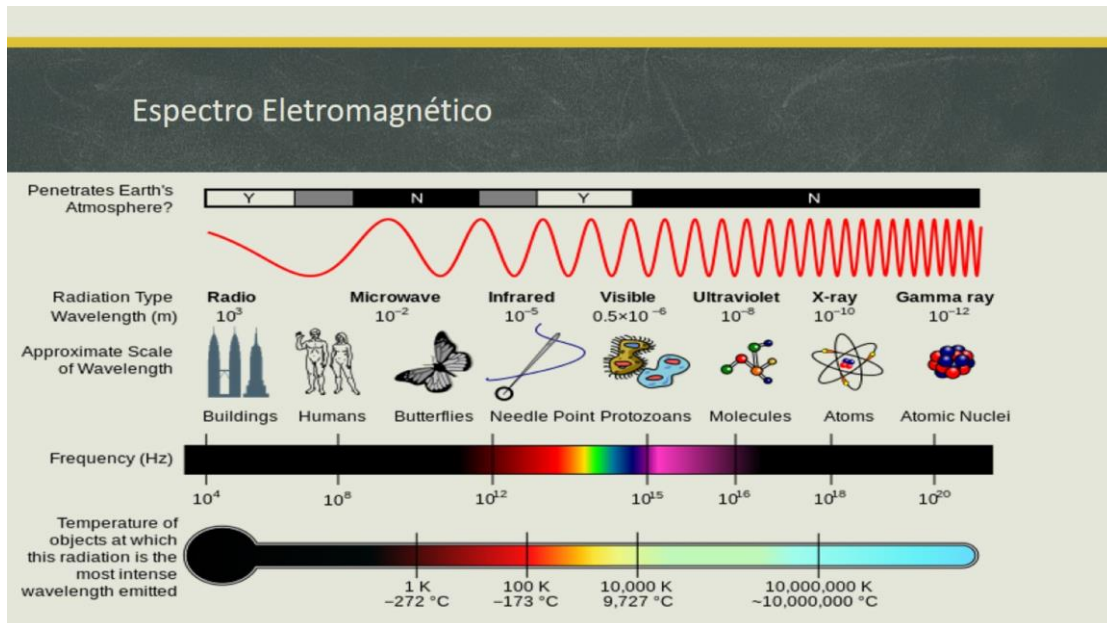 Espectro Eletromagnético
Penetrates Earth's
Atmosphere?
Y N Y N
Radiation Type
Wavelength (m)
Radio Microwave Infrared Visible Ultraviolet X-ray Gamma ray
10³ 10⁻² 10⁻⁵ 0.5×10⁻⁶ 10⁻⁸ 10⁻¹⁰ 10⁻¹²
Approximate Scale
of Wavelength
Buildings Humans Butterflies Needle Point Protozoans Molecules Atoms Atomic Nuclei
Frequency (Hz)
10⁴ 10⁸ 10¹² 10¹⁵ 10¹⁶ 10¹⁸ 10²⁰
Temperature of
objects at which
this radiation is the
most intense
wavelength emitted
1 K 100 K 10,000 K 10,000,000 K
−272 °C −173 °C 9,727 °C ~10,000,000 °C